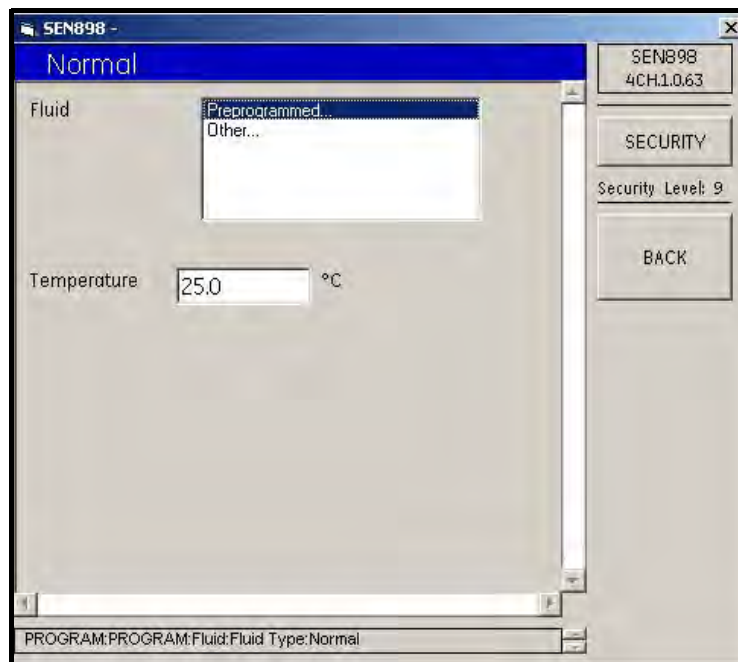 SEN898 -
Normal
SEN898
4CH.1.0.63
Fluid
Preprogrammed...
Other...
SECURITY
Security Level: 9
BACK
Temperature
25.0
°C
PROGRAM:PROGRAM:Fluid:Fluid Type:Normal